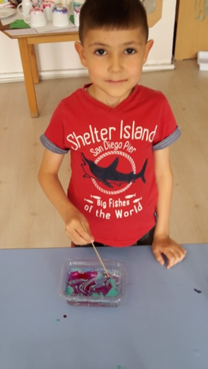 Shelter Island
San Diego Pier
Big Fishes
of the World